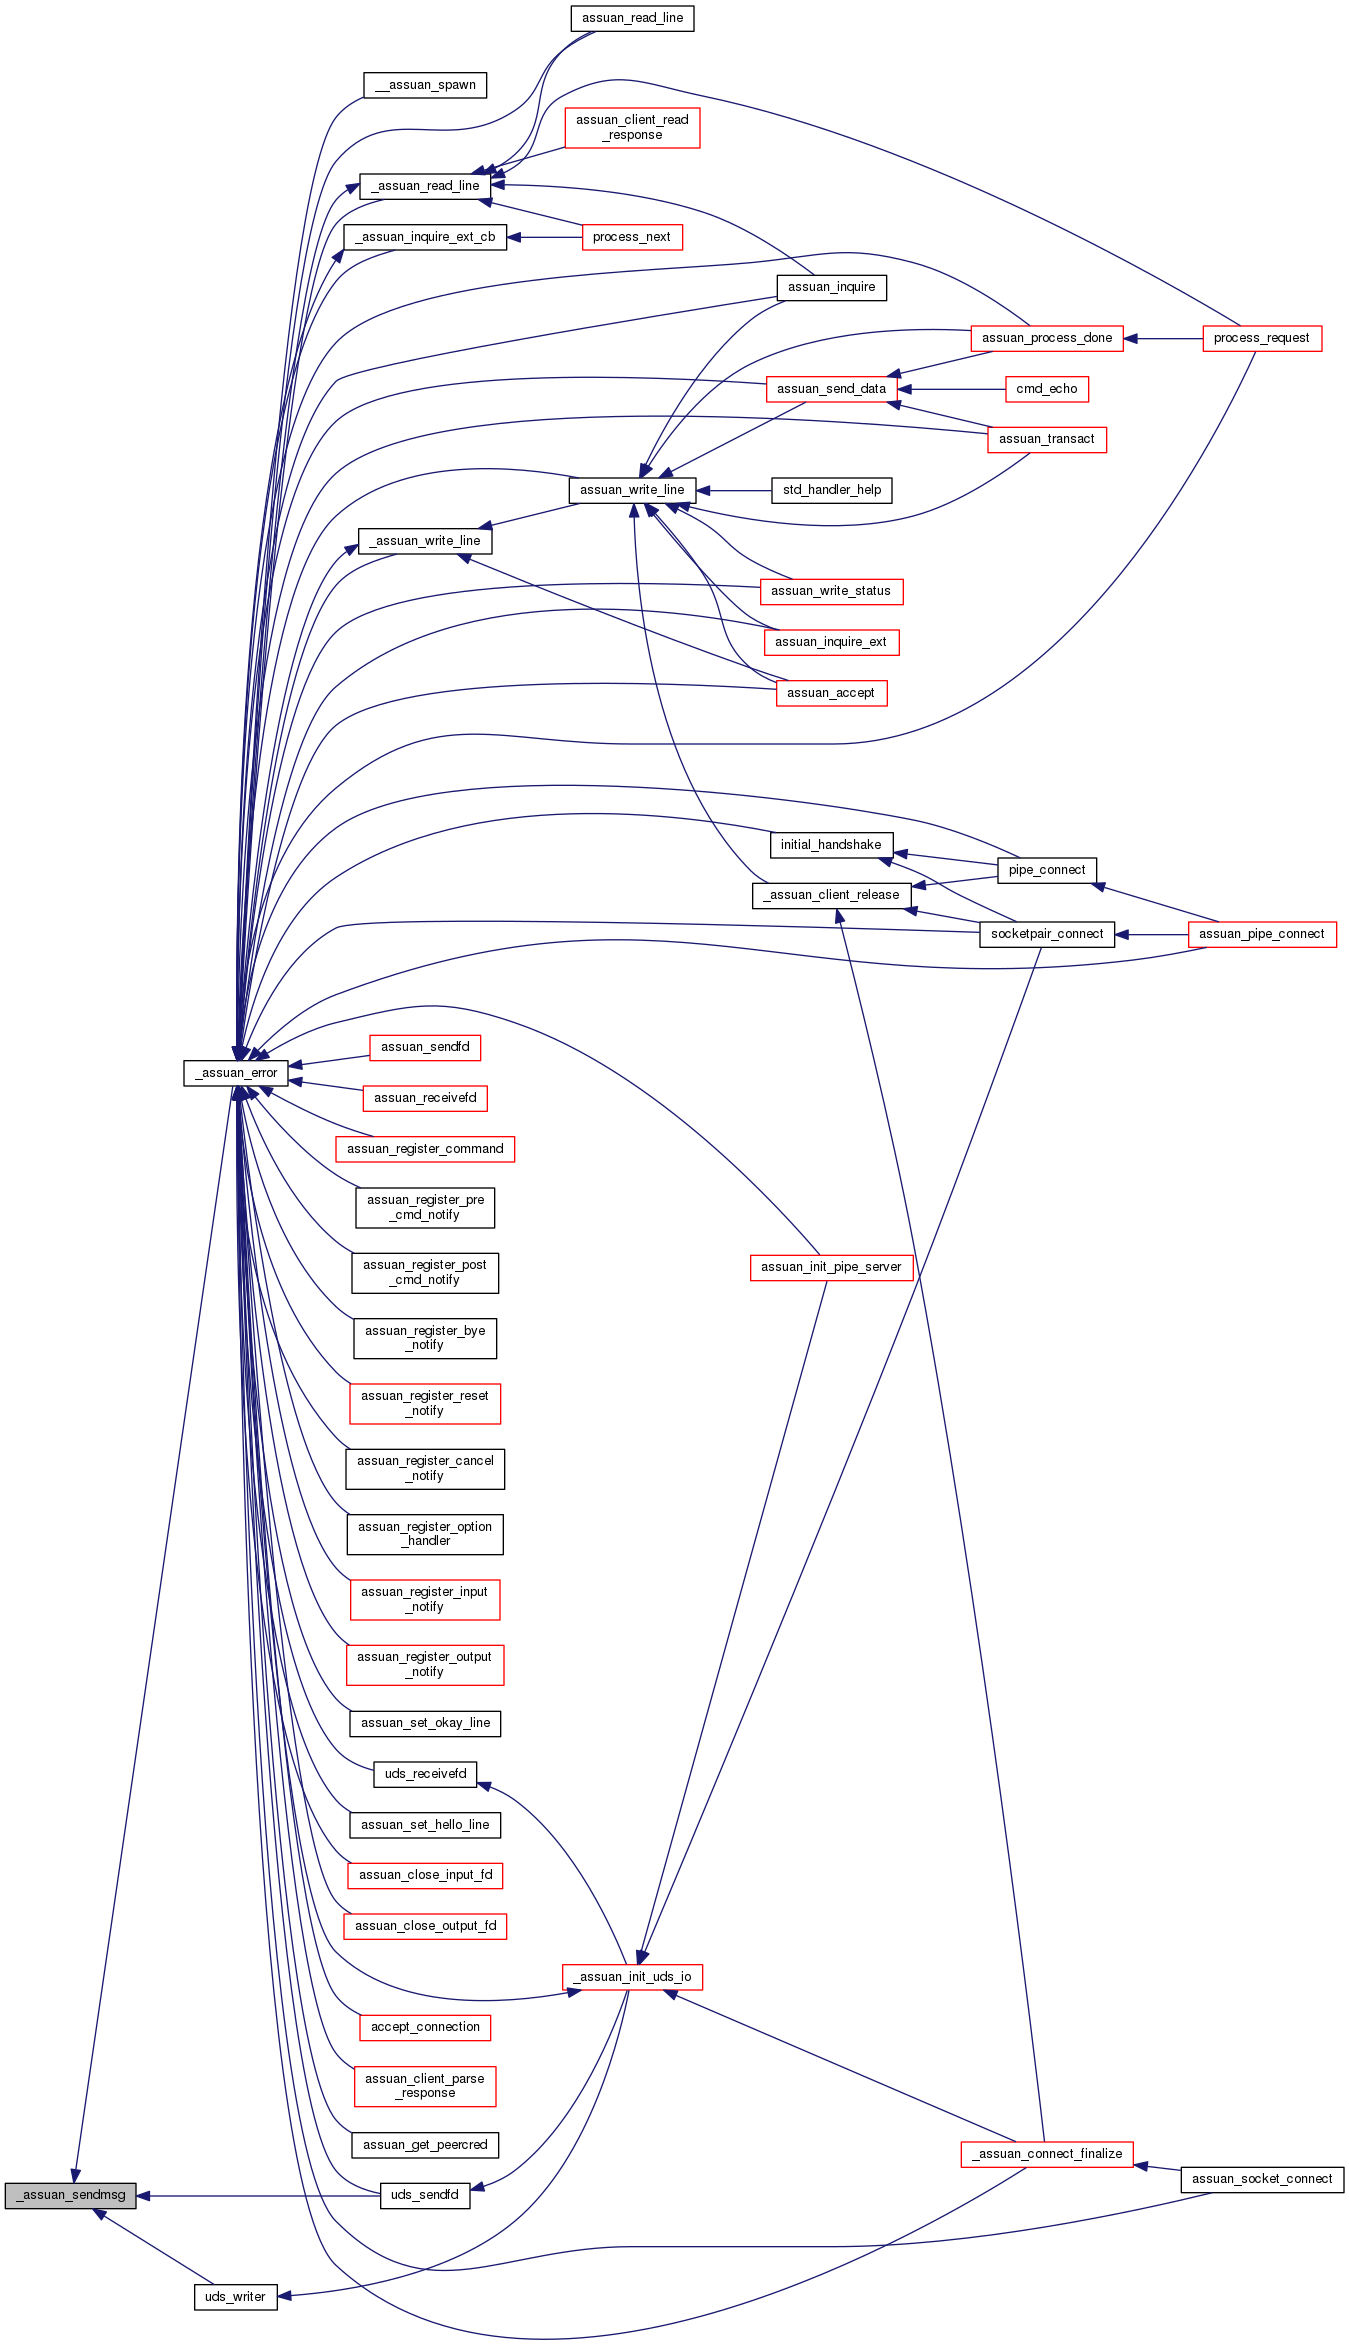 assuan_read_line
__assuan_spawn
assuan_client_read
_response
_assuan_read_line
_assuan_inquire_ext_cb
process_next
assuan_inquire
assuan_process_done
process_request
assuan_send_data
cmd_echo
assuan_transact
assuan_write_line
std_handler_help
_assuan_write_line
assuan_write_status
assuan_inquire_ext
assuan_accept
initial_handshake
pipe_connect
_assuan_client_release
socketpair_connect
assuan_pipe_connect
assuan_sendfd
_assuan_error
assuan_receivefd
assuan_register_command
assuan_register_pre
_cmd_notify
assuan_register_post
_cmd_notify
assuan_init_pipe_server
assuan_register_bye
_notify
assuan_register_reset
_notify
assuan_register_cancel
_notify
assuan_register_option
_handler
assuan_register_input
_notify
assuan_register_output
_notify
assuan_set_okay_line
uds_receivefd
assuan_set_hello_line
assuan_close_input_fd
assuan_close_output_fd
_assuan_init_uds_io
accept_connection
assuan_client_parse
_response
assuan_get_peercred
_assuan_connect_finalize
assuan_socket_connect
_assuan_sendmsg
uds_sendfd
uds_writer